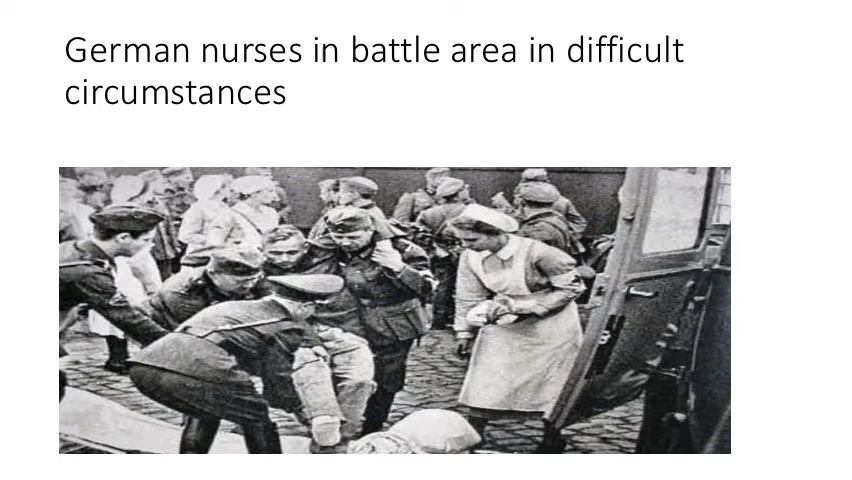 German nurses in battle area in difficult
circumstances